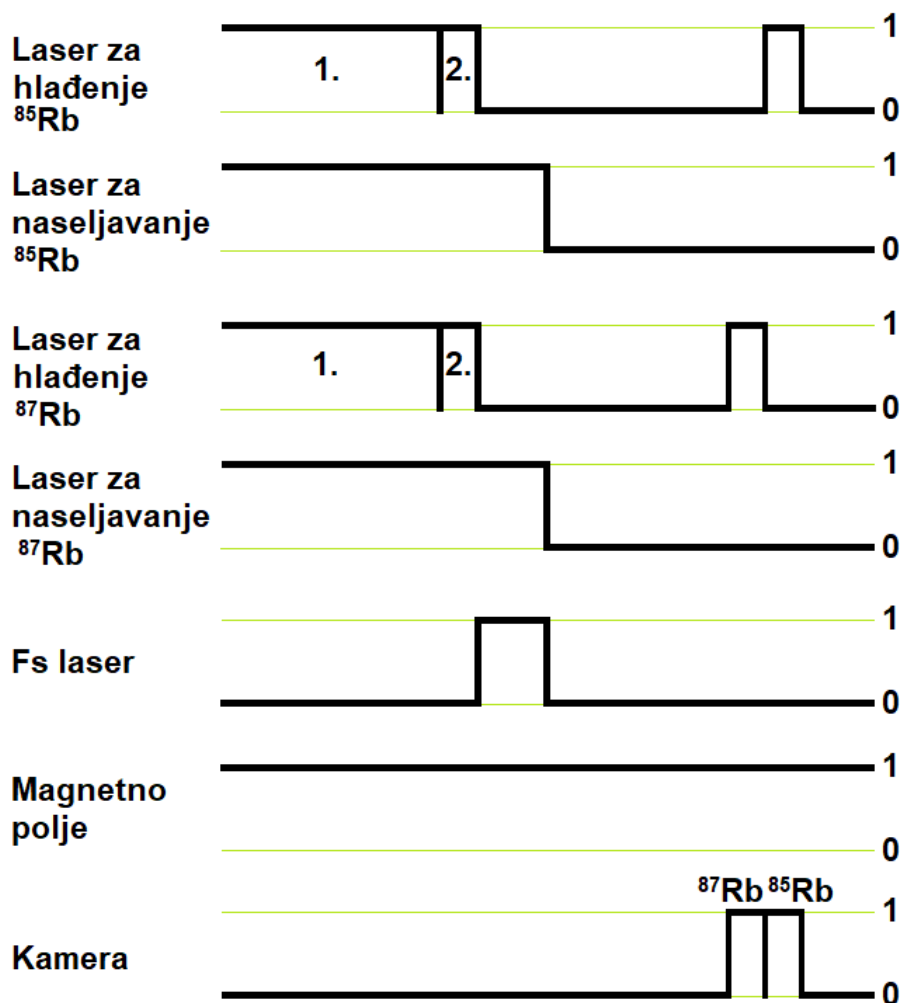 Laser za
hlađenje
⁸⁵Rb
1.
2.
1
0
Laser za
naseljavanje
⁸⁵Rb
1
0
Laser za
hlađenje
⁸⁷Rb
1.
2.
1
0
Laser za
naseljavanje
⁸⁷Rb
1
0
Fs laser
1
0
Magnetno
polje
1
0
Kamera
⁸⁷Rb ⁸⁵Rb
1
0